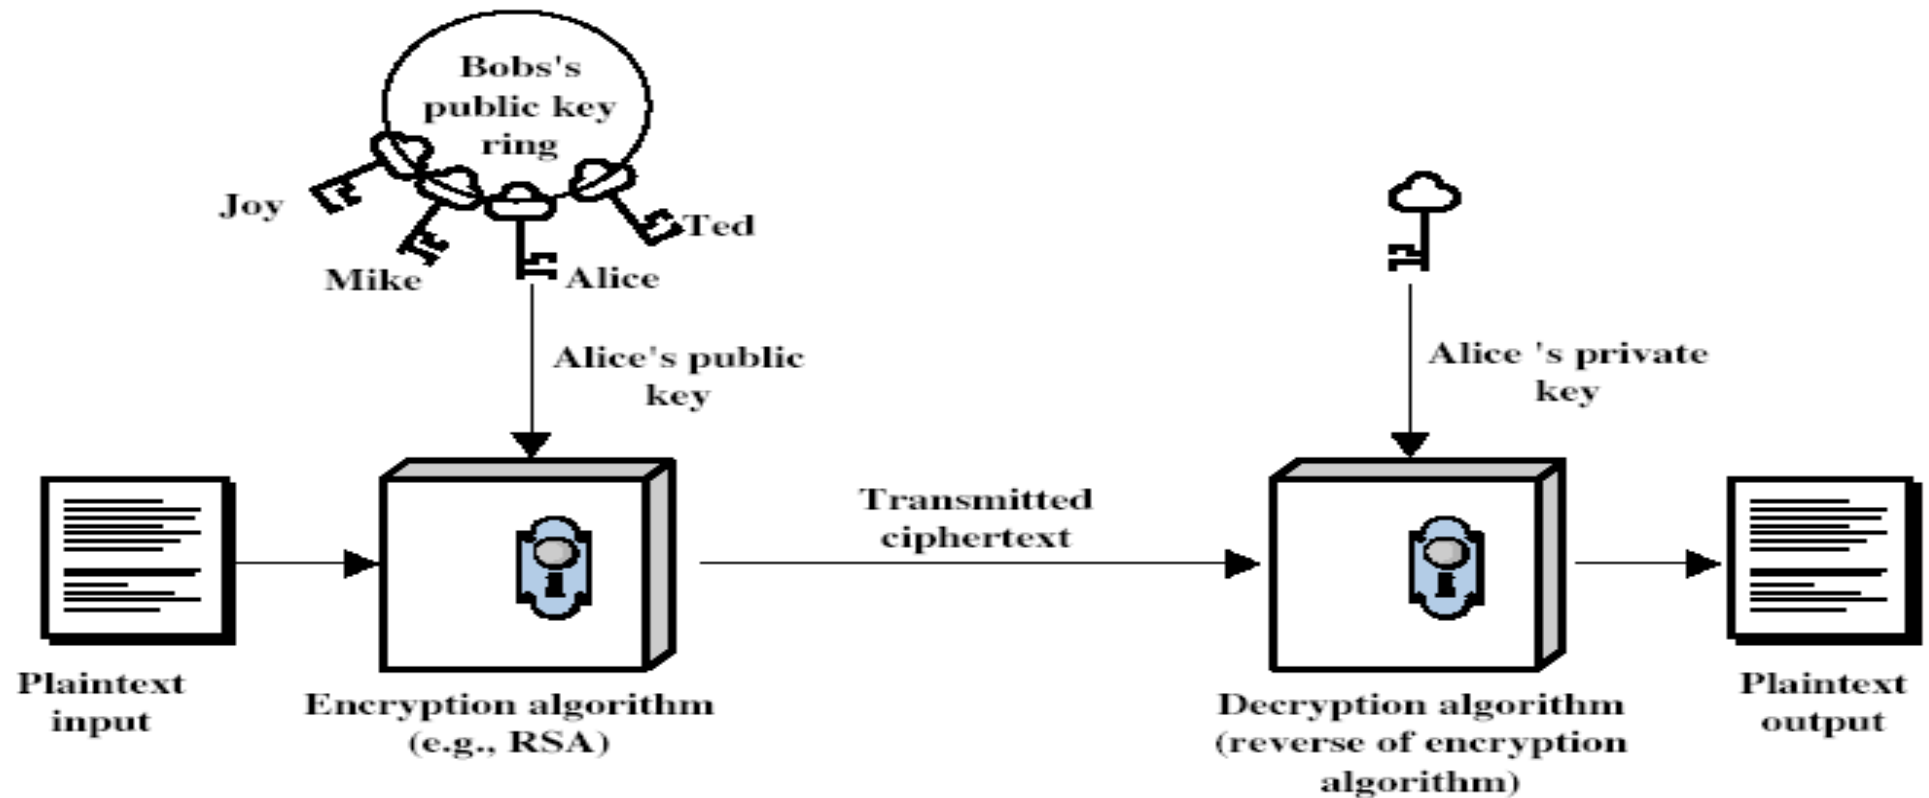 Bobs's
public key
ring
Joy
Ted
Mike
Alice
Alice's public
key
Alice 's private
key
Transmitted
ciphertext
Plaintext
input
Encryption algorithm
(e.g., RSA)
Decryption algorithm
(reverse of encryption
algorithm)
Plaintext
output